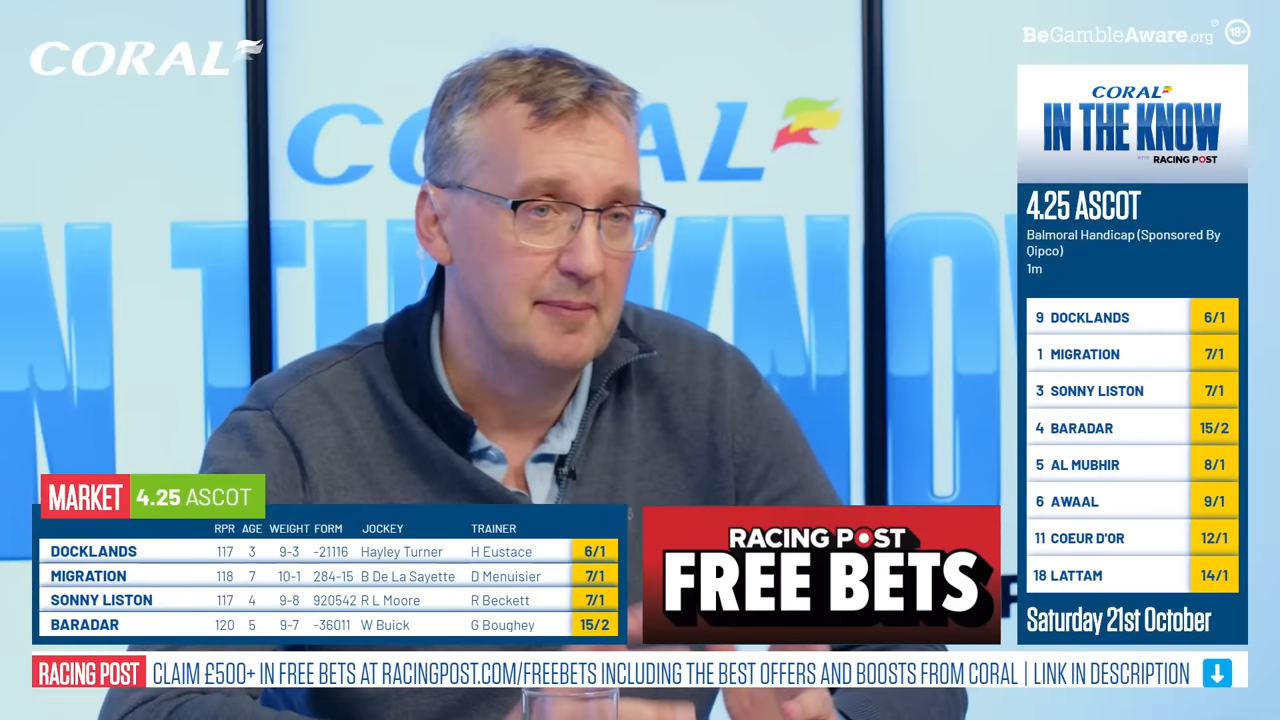 CORAL
BeGambleAware.org® 18+
CORAL
IN THE KNOW
CORAL
IN THE KNOW
WITH RACING POST
4.25 ASCOT
Balmoral Handicap (Sponsored By
Qipco)
1m
9 DOCKLANDS 6/1
1 MIGRATION 7/1
3 SONNY LISTON 7/1
4 BARADAR 15/2
5 AL MUBHIR 8/1
6 AWAAL 9/1
11 COEUR D'OR 12/1
18 LATTAM 14/1
Saturday 21st October
MARKET 4.25 ASCOT
RPR AGE WEIGHT FORM JOCKEY TRAINER
DOCKLANDS 117 3 9-3 -21116 Hayley Turner H Eustace 6/1
MIGRATION 118 7 10-1 284-15 B De La Sayette D Menuisier 7/1
SONNY LISTON 117 4 9-8 920542 R L Moore R Beckett 7/1
BARADAR 120 5 9-7 -36011 W Buick G Boughey 15/2
RACING POST
FREE BETS
RACING POST CLAIM £500+ IN FREE BETS AT RACINGPOST.COM/FREEBETS INCLUDING THE BEST OFFERS AND BOOSTS FROM CORAL | LINK IN DESCRIPTION